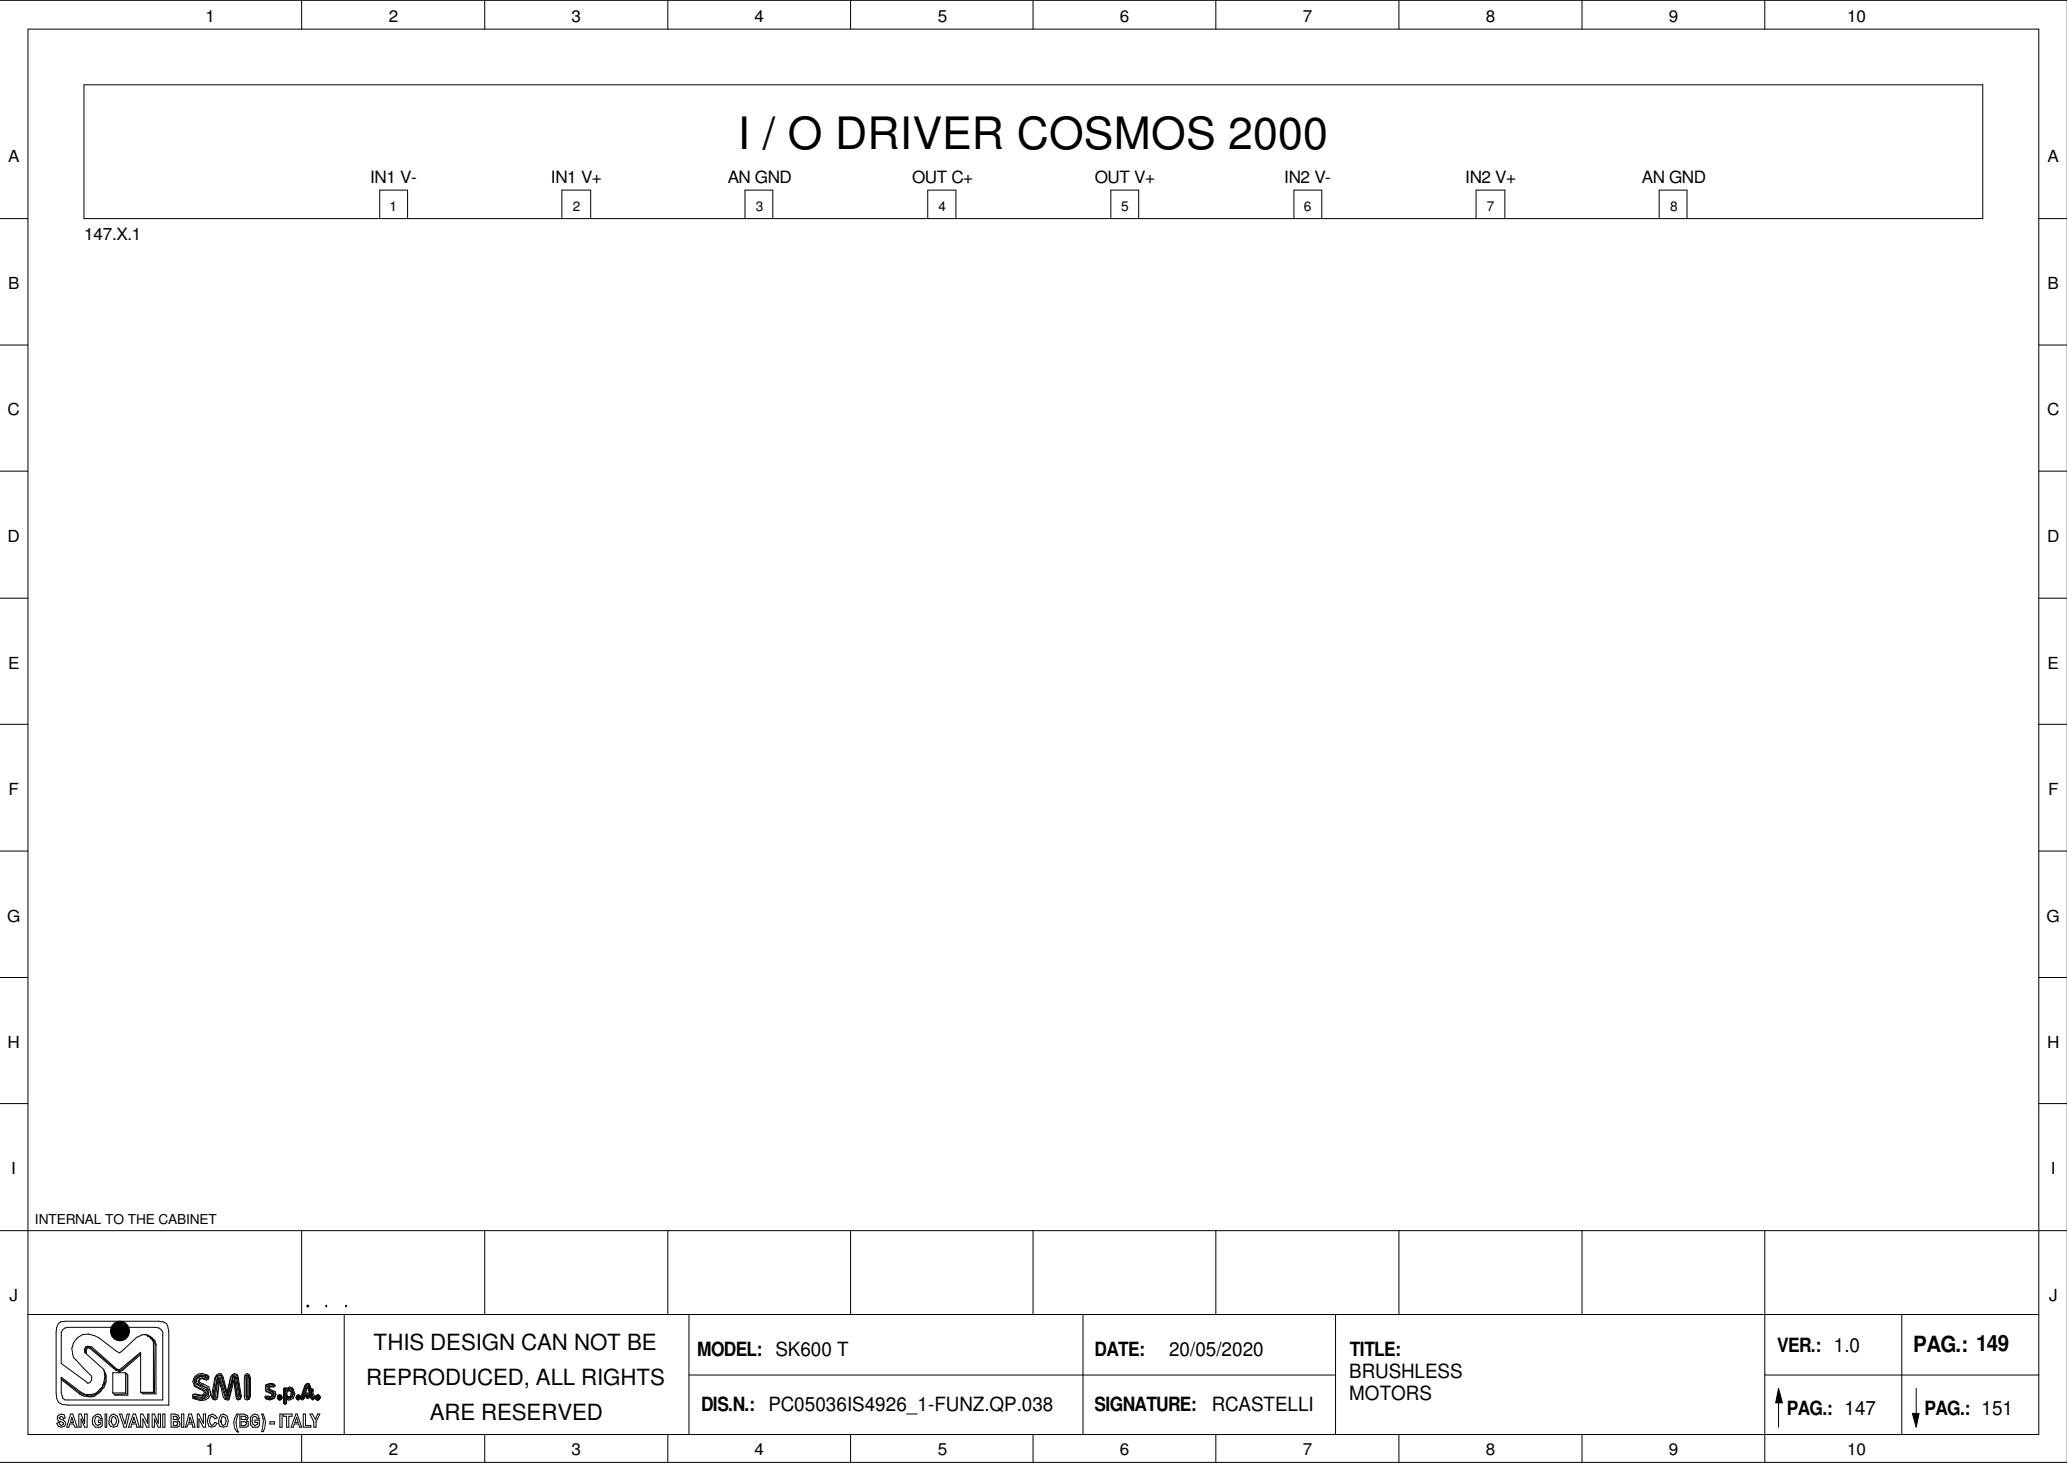 1 2 3 4 5 6 7 8 9 10
I / O DRIVER COSMOS 2000
A A
IN1 V- IN1 V+ AN GND OUT C+ OUT V+ IN2 V- IN2 V+ AN GND
1 2 3 4 5 6 7 8
147.X.1
B B
C C
D D
E E
F F
G G
H H
I I
INTERNAL TO THE CABINET
J J
. . .
SMI s.p.A.
SAN GIOVANNI BIANCO (BG) - ITALY
THIS DESIGN CAN NOT BE
REPRODUCED, ALL RIGHTS
ARE RESERVED
MODEL: SK600 T
DIS.N.: PC05036IS4926_1-FUNZ.QP.038
DATE: 20/05/2020
SIGNATURE: RCASTELLI
TITLE:
BRUSHLESS
MOTORS
VER.: 1.0
PAG.: 149
PAG.: 147
PAG.: 151
1 2 3 4 5 6 7 8 9 10